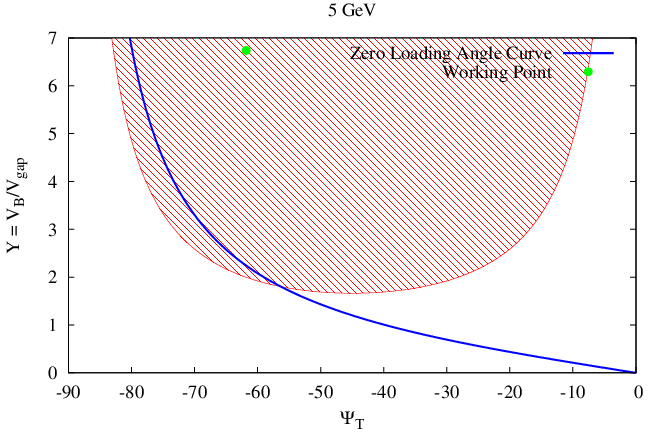 5 GeV
Zero Loading Angle Curve
Working Point
Y = V_B/V_gap
7
6
5
4
3
2
1
0
-90 -80 -70 -60 -50 -40 -30 -20 -10 0
Ψ_T